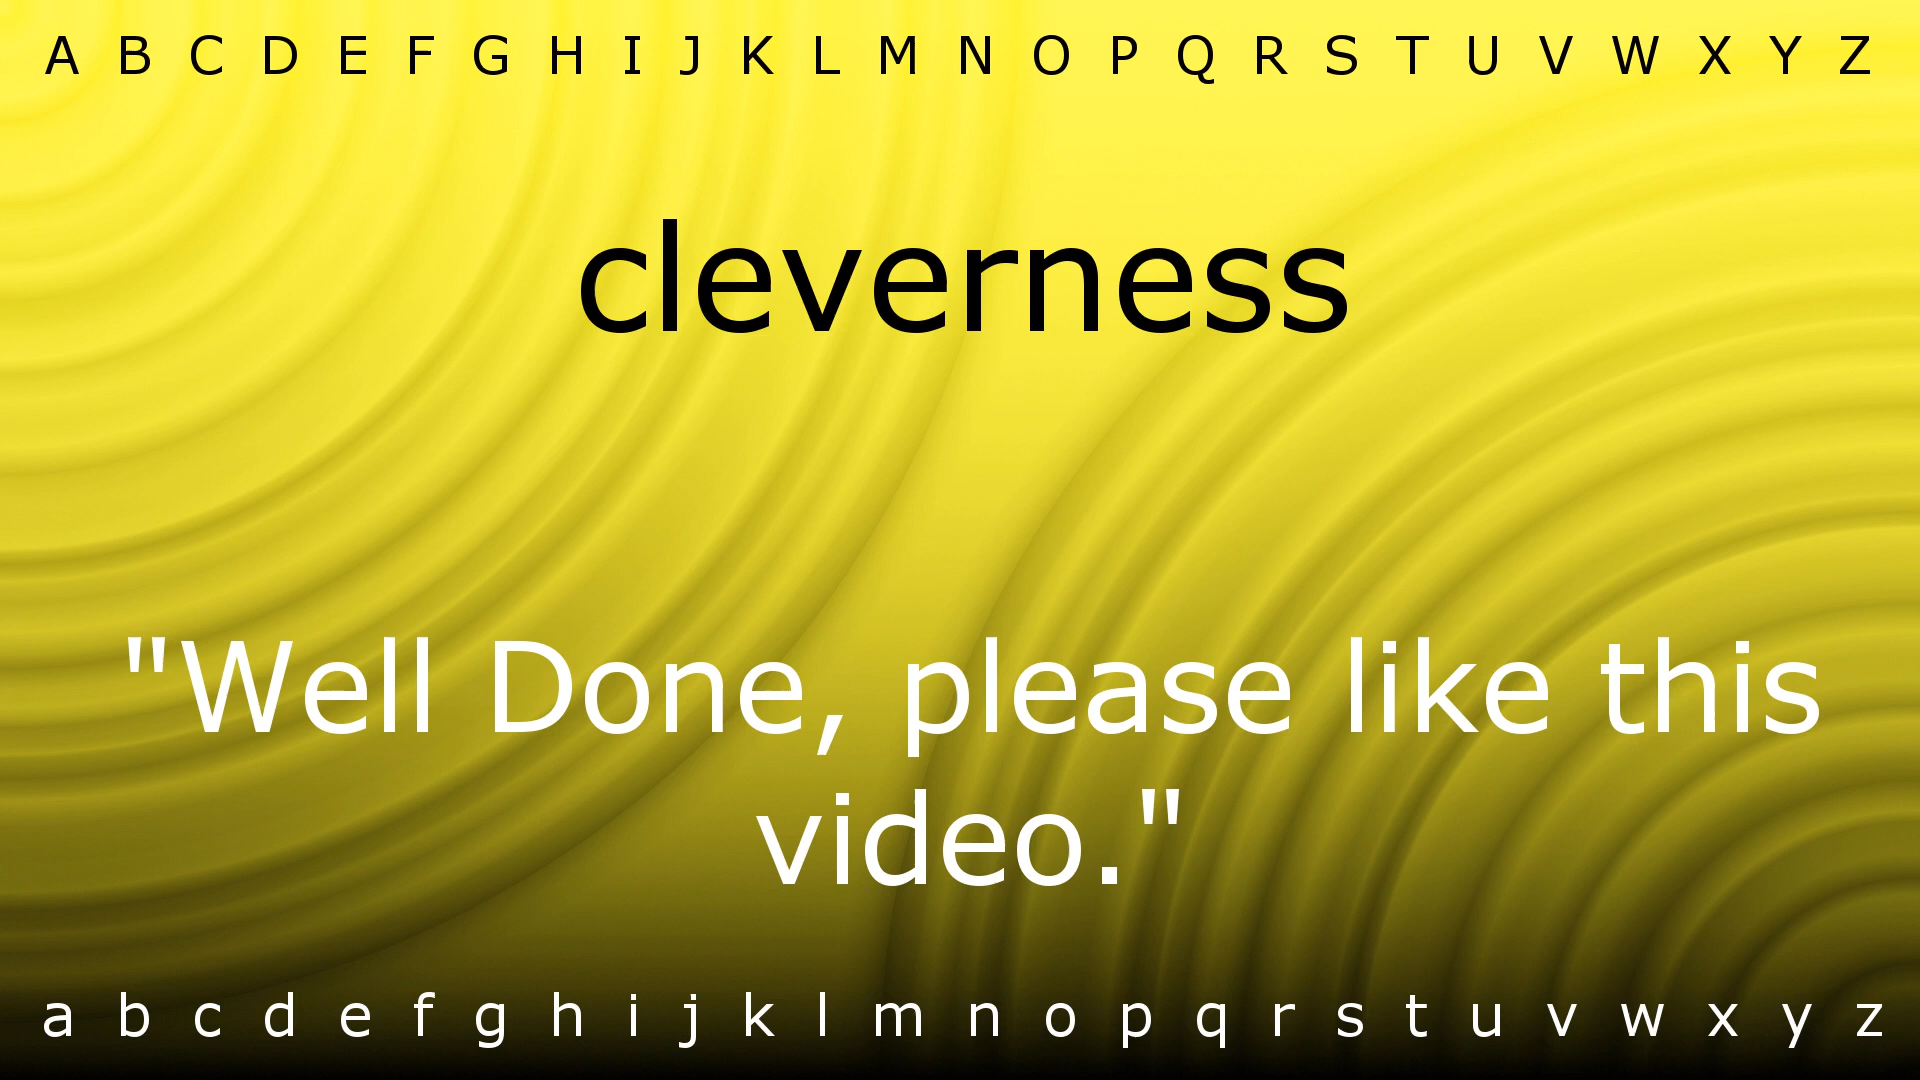 A B C D E F G H I J K L M N O P Q R S T U V W X Y Z
cleverness
"Well Done, please like this
video."
a b c d e f g h i j k l m n o p q r s t u v w x y z